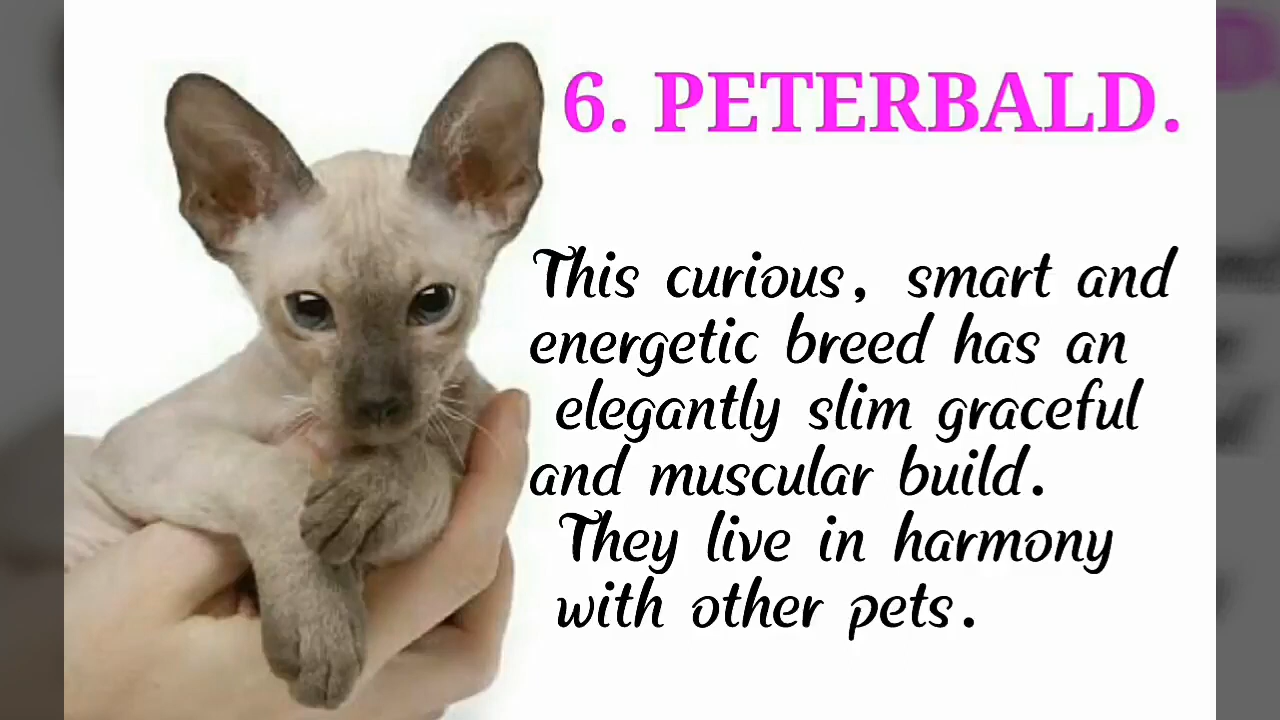 6. PETERBALD.
This curious, smart and
energetic breed has an
elegantly slim graceful
and muscular build.
They live in harmony
with other pets.